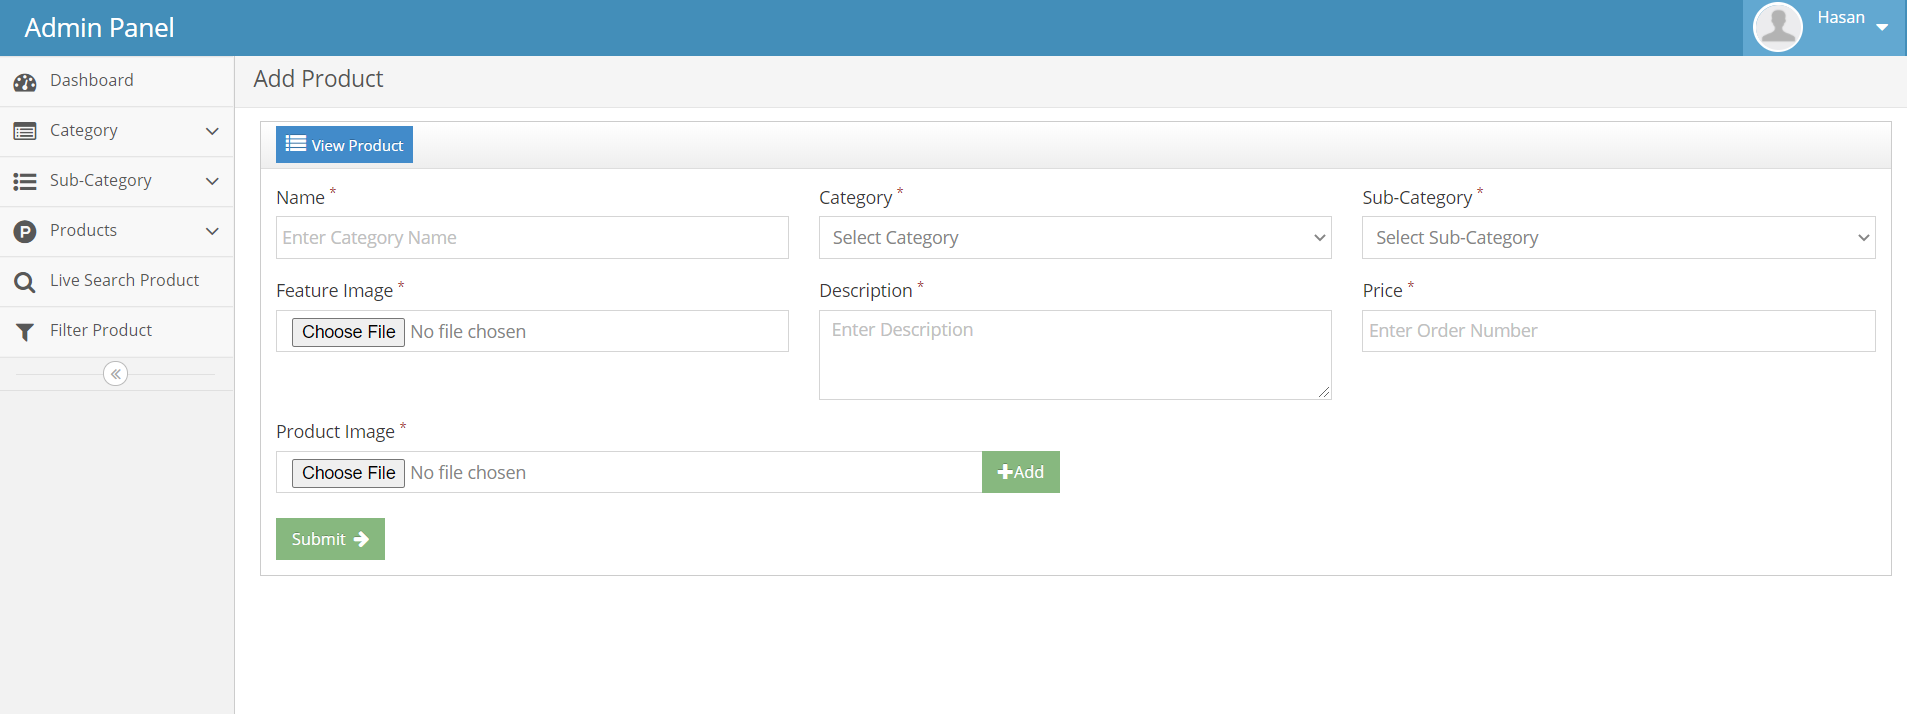 Admin Panel
Hasan
Dashboard
Category
Sub-Category
Products
Live Search Product
Filter Product
Add Product
View Product
Name * Category * Sub-Category *
Enter Category Name Select Category Select Sub-Category
Feature Image * Description * Price *
Choose File No file chosen Enter Description Enter Order Number
Product Image *
Choose File No file chosen Add
Submit